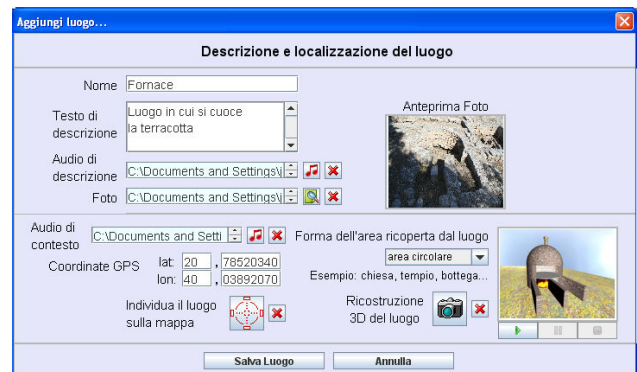 Aggiungi luogo...
Descrizione e localizzazione del luogo
Nome Fornace
Testo di descrizione
Luogo in cui si cuoce
la terracotta
Anteprima Foto
Audio di descrizione
C:\Documents and Settings\
Foto C:\Documents and Settings\
Audio di contesto
C:\Documents and Setti
Forma dell'area ricoperta dal luogo
area circolare
Esempio: chiesa, tempio, bottega...
Coordinate GPS
lat: 20 , 78520340
lon: 40 , 03892070
Individua il luogo
sulla mappa
Ricostruzione
3D del luogo
Salva Luogo Annulla